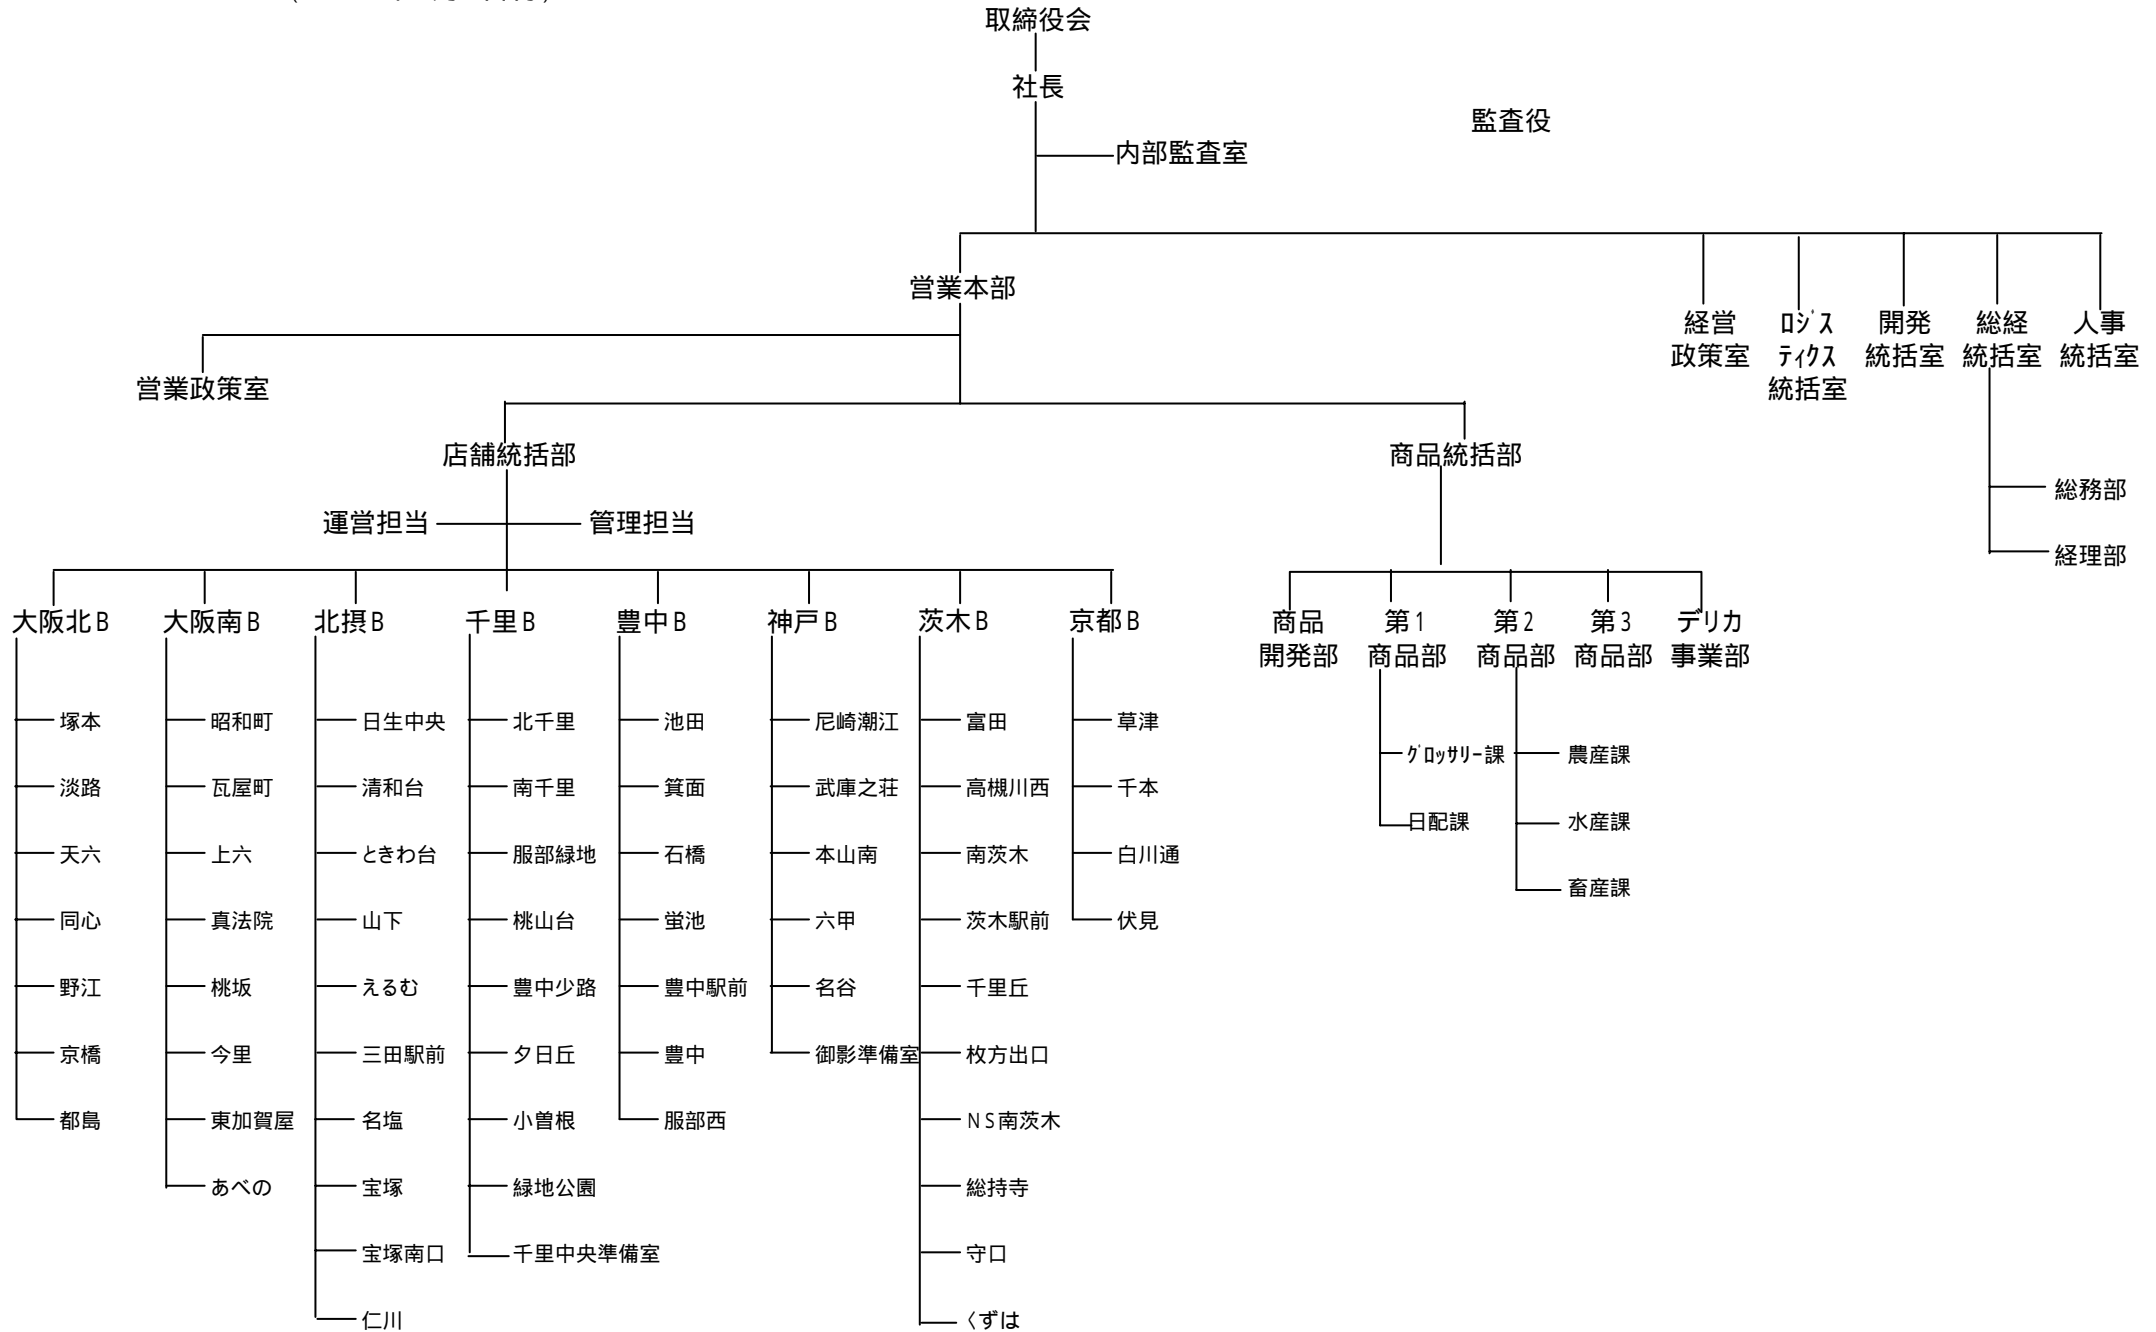 取締役会
社長
監査役
内部監査室
営業本部
経営
政策室
ロジス
ティクス
統括室
開発
統括室
総経
統括室
人事
統括室
営業政策室
店舗統括部
商品統括部
総務部
経理部
運営担当
管理担当
大阪北B
大阪南B
北摂B
千里B
豊中B
神戸B
茨木B
京都B
商品
開発部
第1
商品部
第2
商品部
第3
商品部
デリカ
事業部
塚本
淡路
天六
同心
野江
京橋
都島
昭和町
瓦屋町
上六
真法院
桃坂
今里
東加賀屋
あべの
日生中央
清和台
ときわ台
山下
えるむ
三田駅前
名塩
宝塚
宝塚南口
仁川
北千里
南千里
服部緑地
桃山台
豊中少路
夕日丘
小曽根
緑地公園
千里中央準備室
池田
箕面
石橋
蛍池
豊中駅前
豊中
服部西
尼崎潮江
武庫之荘
本山南
六甲
名谷
御影準備室
富田
高槻川西
南茨木
茨木駅前
千里丘
枚方出口
NS南茨木
総持寺
守口
くずは
草津
千本
白川通
伏見
グロッサリー課
日配課
農産課
水産課
畜産課